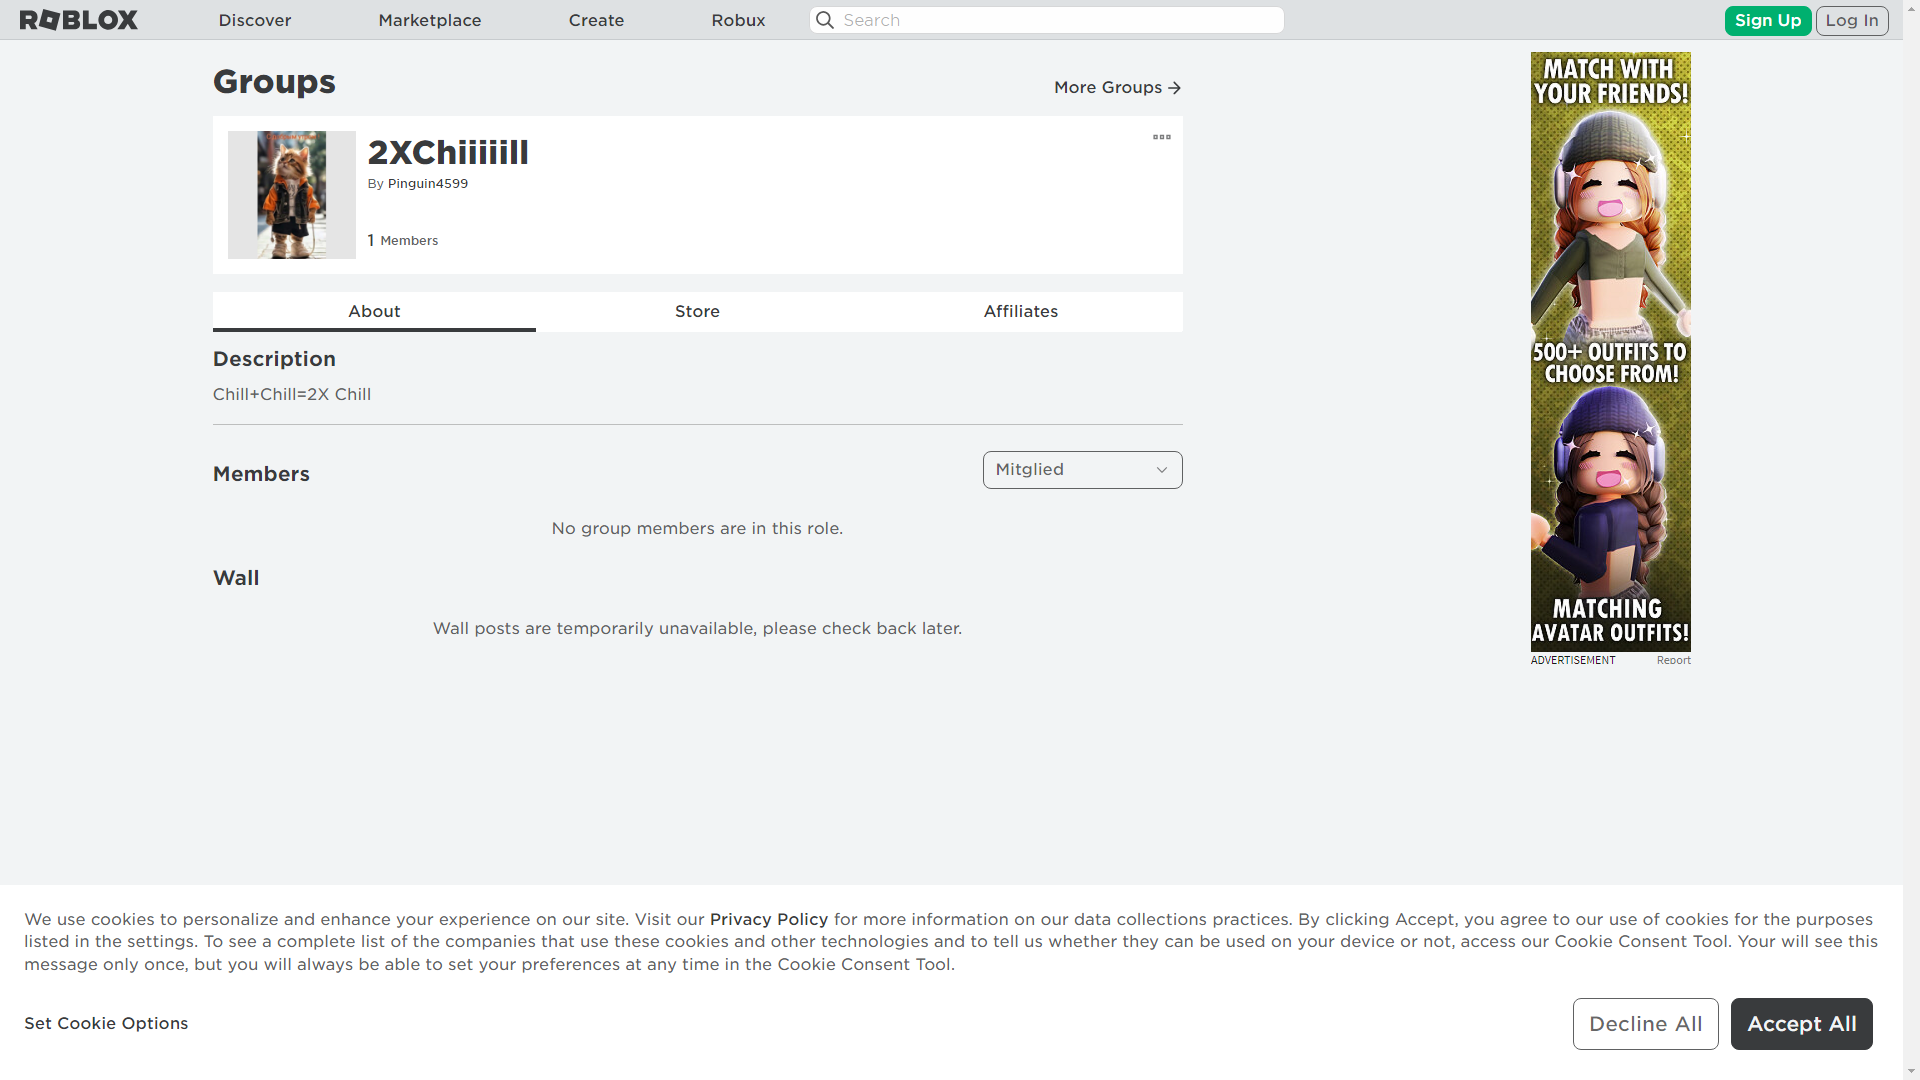 ROBLOX
Discover
Marketplace
Create
Robux
Search
Sign Up
Log In
Groups
More Groups
2XChiiiiill
By Pinguin4599
1 Members
About
Store
Affiliates
Description
Chill+Chill=2X Chill
Members
Mitglied
No group members are in this role.
Wall
Wall posts are temporarily unavailable, please check back later.
MATCH WITH
YOUR FRIENDS!
500+ OUTFITS TO
CHOOSE FROM!
MATCHING
AVATAR OUTFITS!
ADVERTISEMENT
Report
We use cookies to personalize and enhance your experience on our site. Visit our Privacy Policy for more information on our data collections practices. By clicking Accept, you agree to our use of cookies for the purposes
listed in the settings. To see a complete list of the companies that use these cookies and other technologies and to tell us whether they can be used on your device or not, access our Cookie Consent Tool. Your will see this
message only once, but you will always be able to set your preferences at any time in the Cookie Consent Tool.
Set Cookie Options
Decline All
Accept All